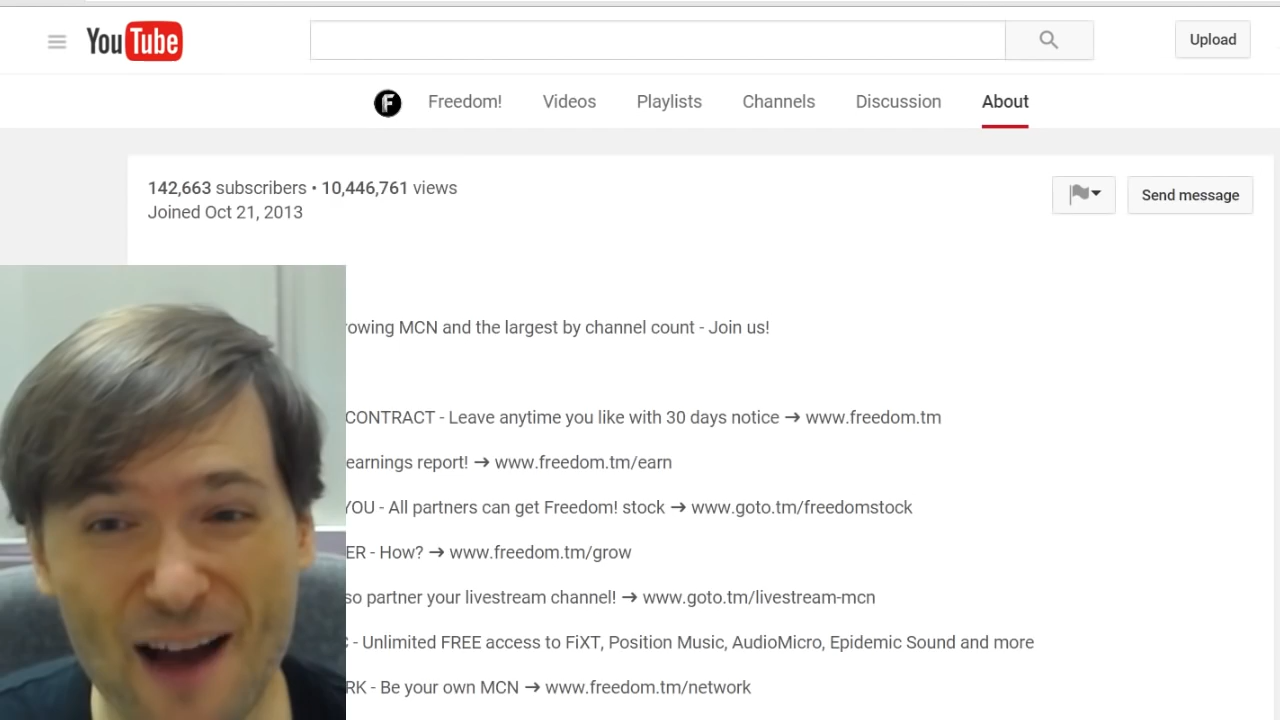 YouTube
Upload
F Freedom! Videos Playlists Channels Discussion About
142,663 subscribers • 10,446,761 views
Joined Oct 21, 2013
Send message
owing MCN and the largest by channel count - Join us!
CONTRACT - Leave anytime you like with 30 days notice → www.freedom.tm
earnings report! → www.freedom.tm/earn
YOU - All partners can get Freedom! stock → www.goto.tm/freedomstock
ER - How? → www.freedom.tm/grow
so partner your livestream channel! → www.goto.tm/livestream-mcn
- Unlimited FREE access to FiXT, Position Music, AudioMicro, Epidemic Sound and more
RK - Be your own MCN → www.freedom.tm/network